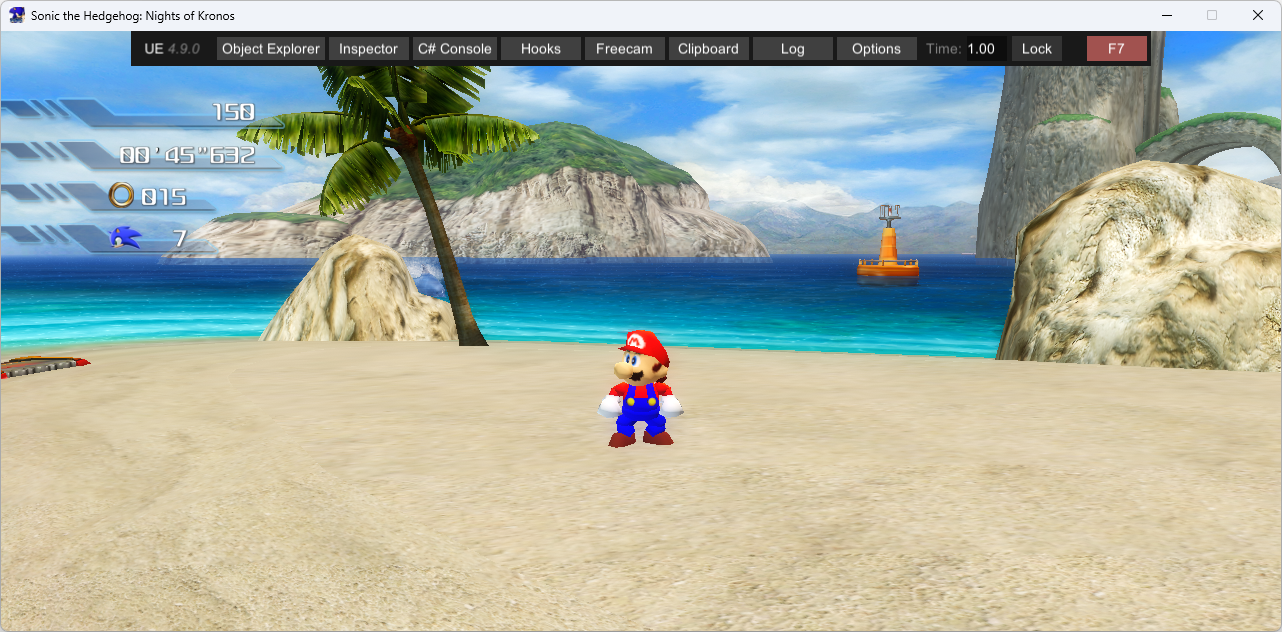 Sonic the Hedgehog: Nights of Kronos
UE 4.9.0 Object Explorer Inspector C# Console Hooks Freecam Clipboard Log Options Time: 1.00 Lock F7
150
00'45"632
015
7
M